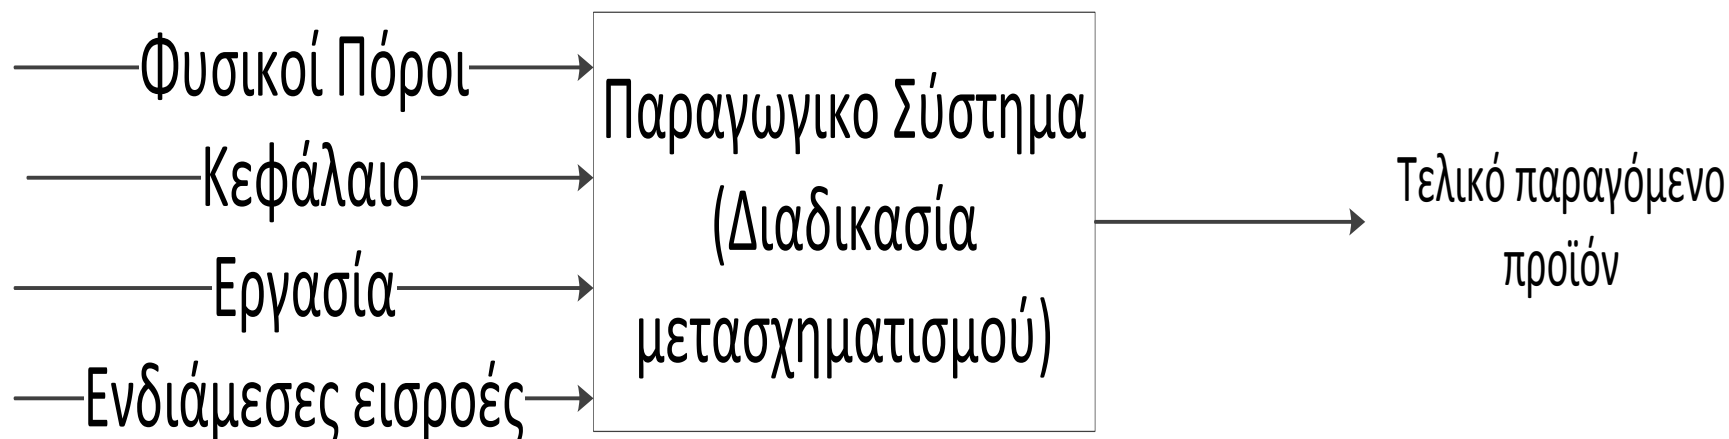 Φυσικοί Πόροι
Κεφάλαιο
Εργασία
Ενδιάμεσες εισροές
Παραγωγικο Σύστημα
(Διαδικασία
μετασχηματισμού)
Τελικό παραγόμενο
προϊόν